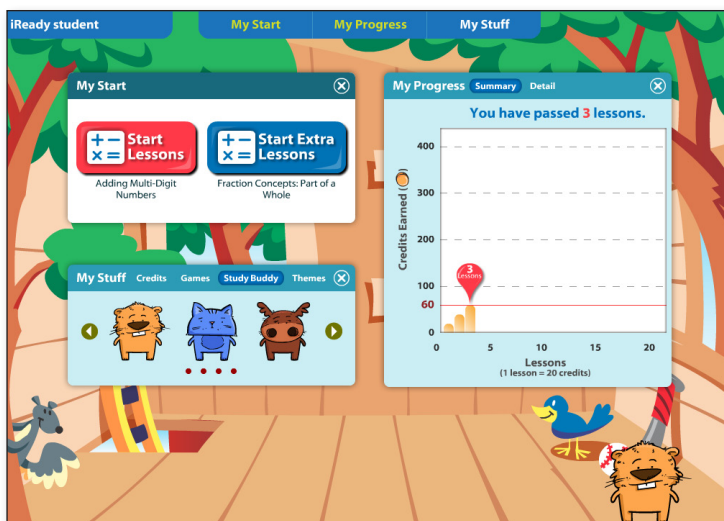 iReady student
My Start
My Progress
My Stuff
My Start
+ −
× =
Start
Lessons
Adding Multi-Digit
Numbers
+ −
× =
Start Extra
Lessons
Fraction Concepts: Part of a
Whole
My Stuff Credits Games Study Buddy Themes
My Progress Summary Detail
You have passed 3 lessons.
Credits Earned ( )
400
300
200
100
60
0
3
Lessons
0 5 10 15 20
Lessons
(1 lesson = 20 credits)